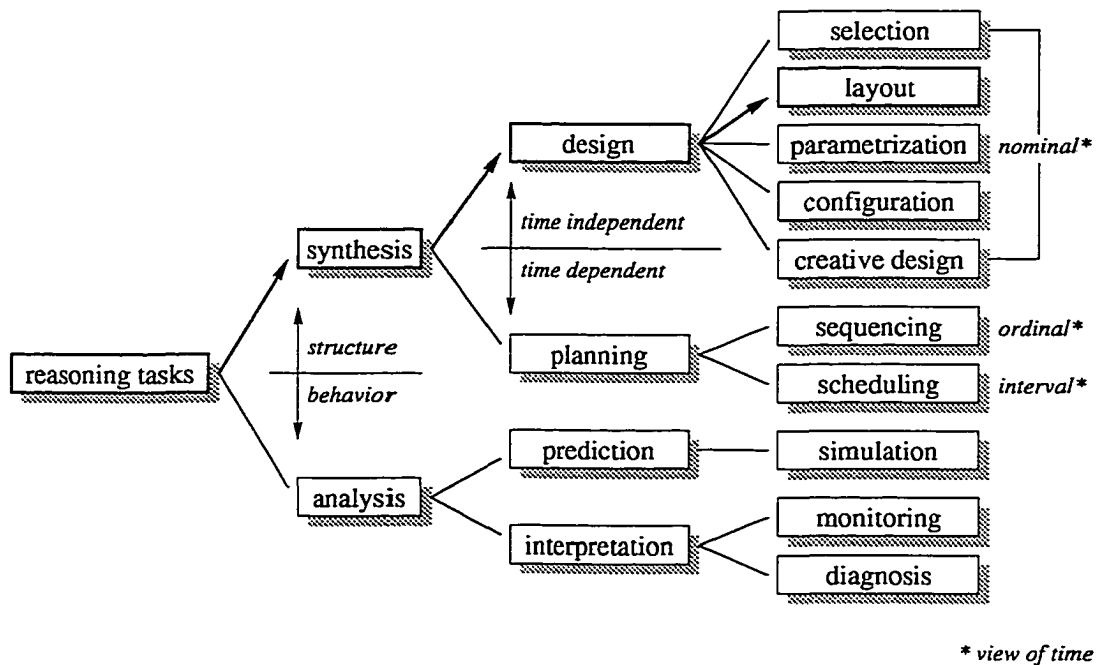 selection
layout
design
parametrization
nominal*
configuration
time independent
synthesis
creative design
time dependent
sequencing
ordinal*
structure
planning
reasoning tasks
scheduling
interval*
behavior
prediction
simulation
analysis
monitoring
interpretation
diagnosis
* view of time